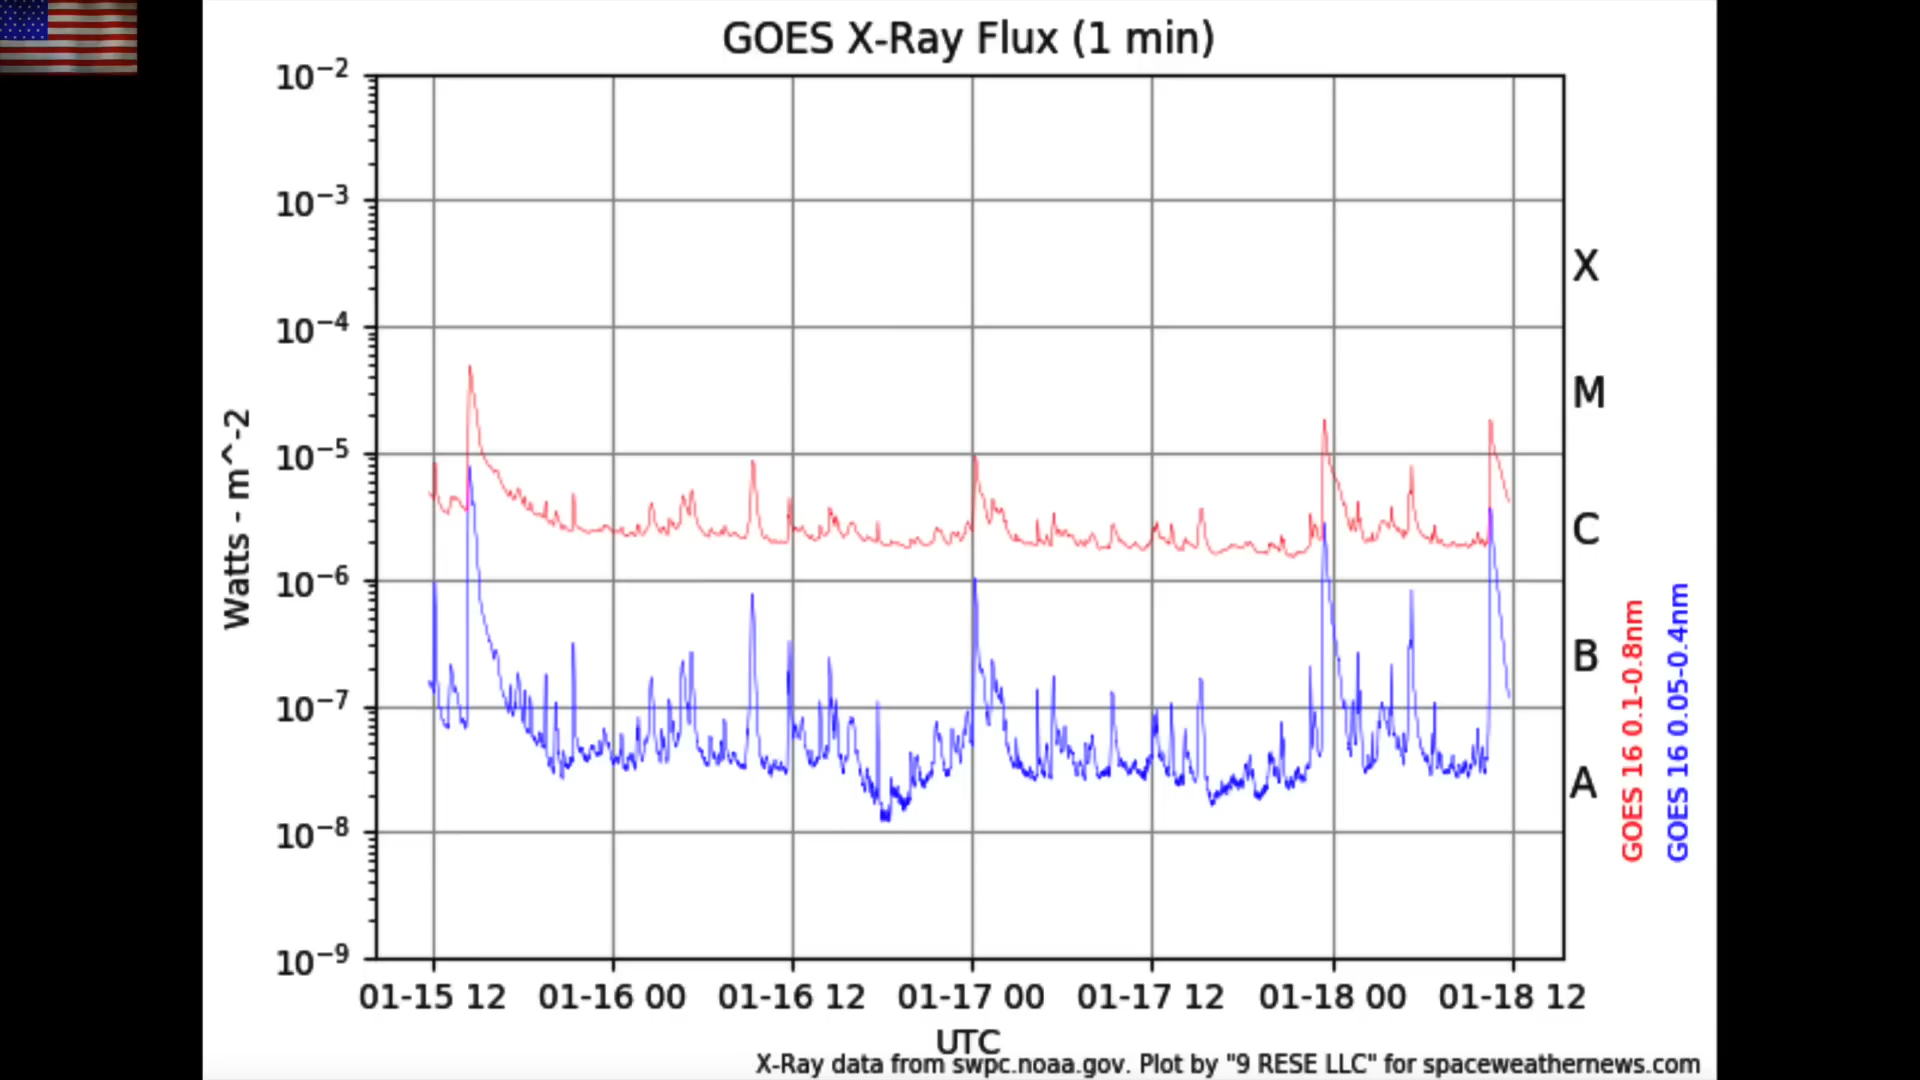 GOES X-Ray Flux (1 min)
10−2
10−3
10−4
10−5
10−6
10−7
10−8
10−9
Watts - m^-2
X
M
C
B
A
GOES 16 0.1-0.8nm
GOES 16 0.05-0.4nm
01-15 12 01-16 00 01-16 12 01-17 00 01-17 12 01-18 00 01-18 12
UTC
X-Ray data from swpc.noaa.gov. Plot by "9 RESE LLC" for spaceweathernews.com